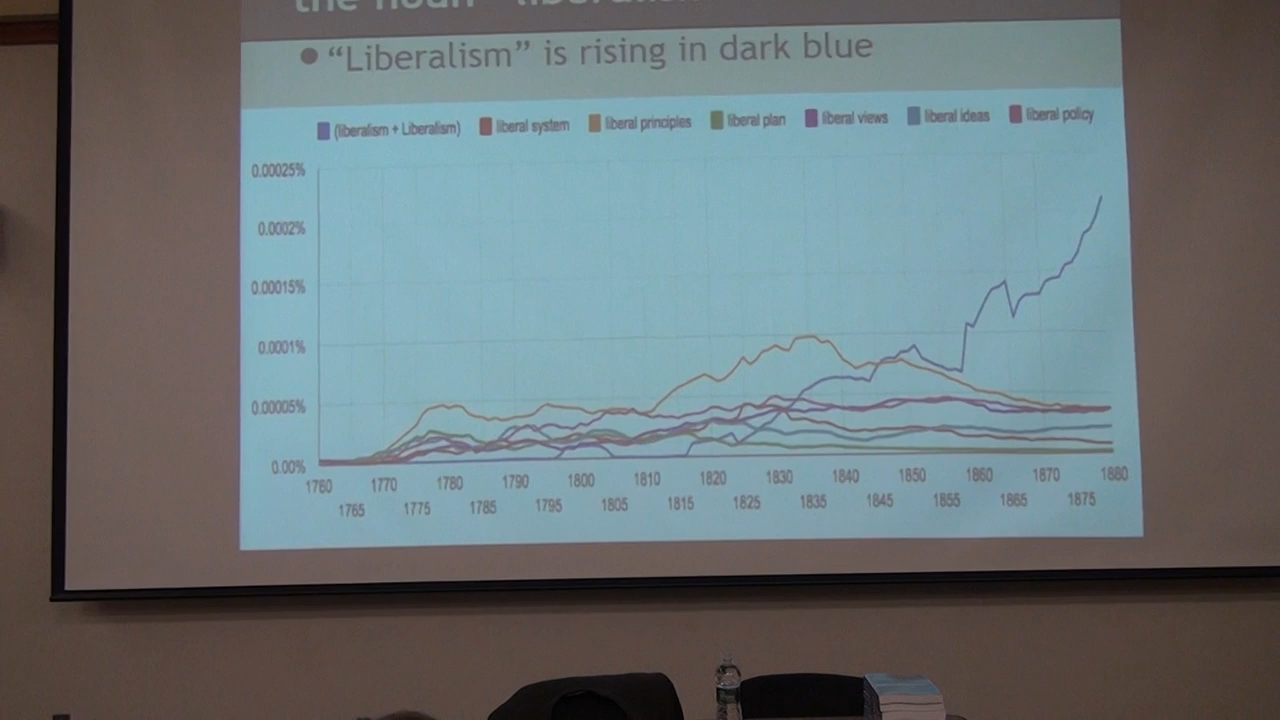 the noun "liberalism
● “Liberalism” is rising in dark blue
(liberalism + Liberalism) liberal system liberal principles liberal plan liberal views liberal ideas liberal policy
0.00025%
0.0002%
0.00015%
0.0001%
0.00005%
0.00%
1760 1770 1780 1790 1800 1810 1820 1830 1840 1850 1860 1870 1880
1765 1775 1785 1795 1805 1815 1825 1835 1845 1855 1865 1875